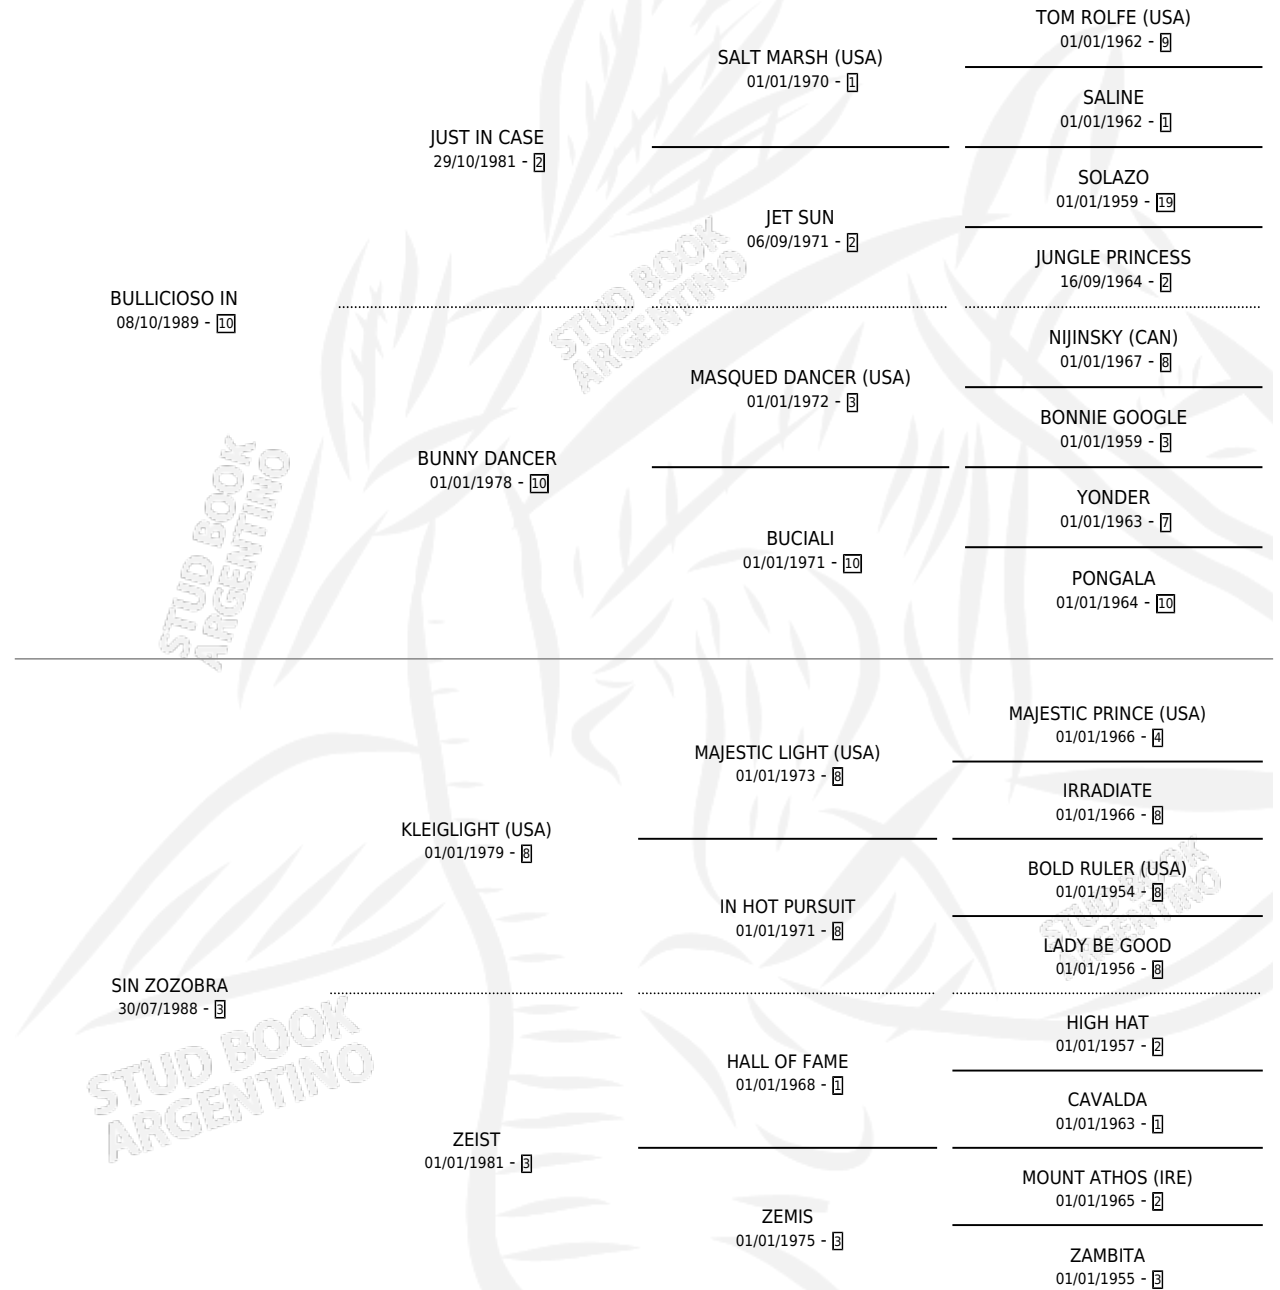 TOM ROLFE (USA)
01/01/1962 - 9
SALT MARSH (USA)
01/01/1970 - 1
SALINE
01/01/1962 - 1
JUST IN CASE
29/10/1981 - 2
SOLAZO
01/01/1959 - 19
JET SUN
06/09/1971 - 2
JUNGLE PRINCESS
16/09/1964 - 2
BULLICIOSO IN
08/10/1989 - 10
NIJINSKY (CAN)
01/01/1967 - 8
MASQUED DANCER (USA)
01/01/1972 - 3
BONNIE GOOGLE
01/01/1959 - 3
BUNNY DANCER
01/01/1978 - 10
YONDER
01/01/1963 - 7
BUCIALI
01/01/1971 - 10
PONGALA
01/01/1964 - 10
MAJESTIC PRINCE (USA)
01/01/1966 - 4
MAJESTIC LIGHT (USA)
01/01/1973 - 8
IRRADIATE
01/01/1966 - 8
KLEIGLIGHT (USA)
01/01/1979 - 8
BOLD RULER (USA)
01/01/1954 - 8
IN HOT PURSUIT
01/01/1971 - 8
LADY BE GOOD
01/01/1956 - 8
SIN ZOZOBRA
30/07/1988 - 3
HIGH HAT
01/01/1957 - 2
HALL OF FAME
01/01/1968 - 1
CAVALDA
01/01/1963 - 1
ZEIST
01/01/1981 - 3
MOUNT ATHOS (IRE)
01/01/1965 - 2
ZEMIS
01/01/1975 - 3
ZAMBITA
01/01/1955 - 3
STUD BOOK
ARGENTINO
STUD BOOK
ARGENTINO
STUD BOOK
ARGENTINO
STUD BOOK
ARGENTINO